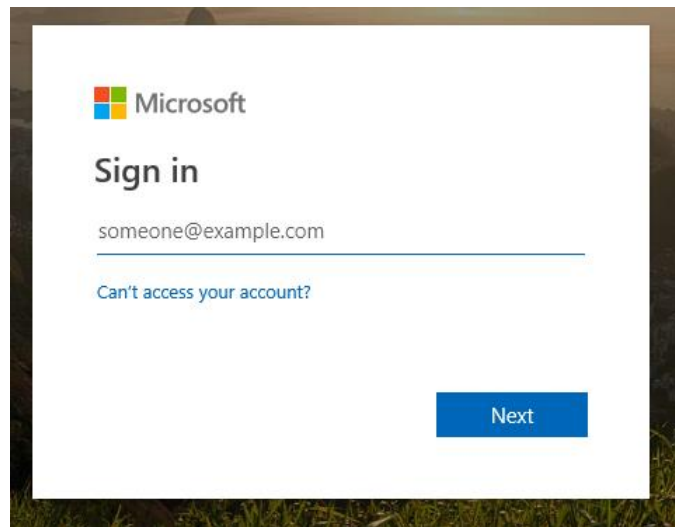 Microsoft
Sign in
someone@example.com
Can't access your account?
Next